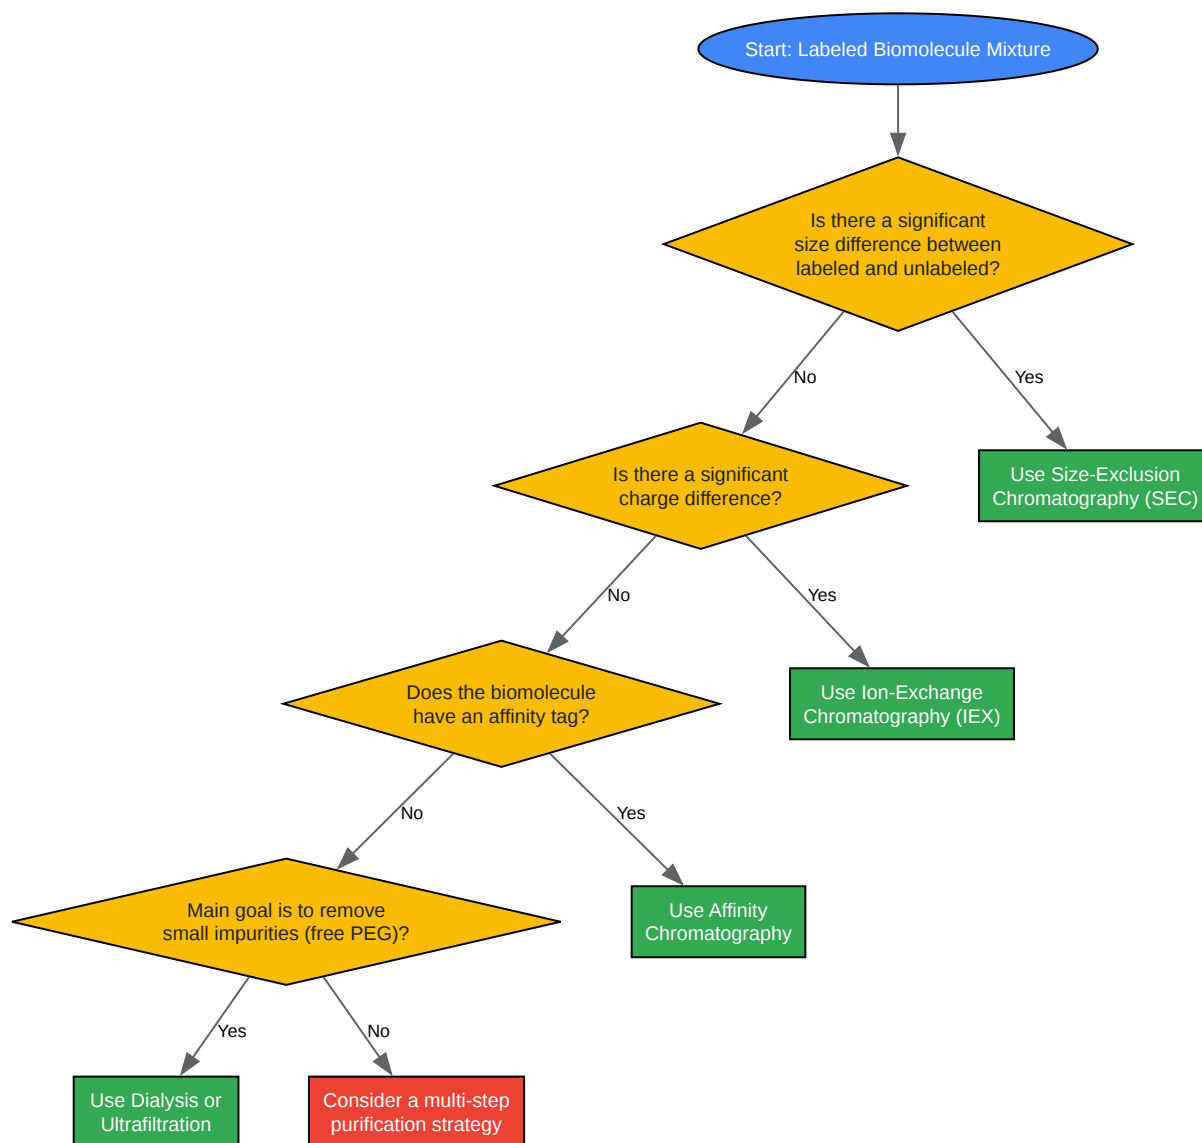 Start: Labeled Biomolecule Mixture
Is there a significant
size difference between
labeled and unlabeled?
No
Yes
Is there a significant
charge difference?
Use Size-Exclusion
Chromatography (SEC)
No
Yes
Does the biomolecule
have an affinity tag?
Use Ion-Exchange
Chromatography (IEX)
No
Yes
Main goal is to remove
small impurities (free PEG)?
Use Affinity
Chromatography
Yes
No
Use Dialysis or
Ultrafiltration
Consider a multi-step
purification strategy